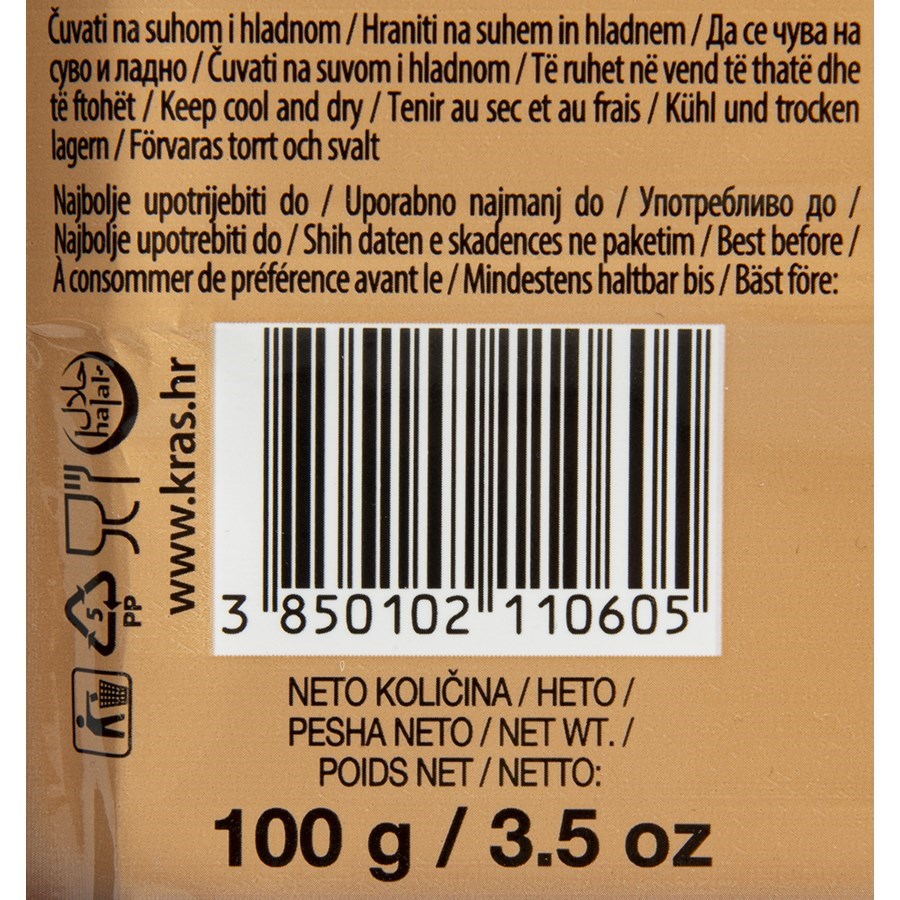 Čuvati na suhom i hladnom / Hraniti na suhem in hladnem / Да се чува на
суво и ладно / Čuvati na suvom i hladnom / Të ruhet në vend të thatë dhe
të ftohët / Keep cool and dry / Tenir au sec et au frais / Kühl und trocken
lagern / Förvaras torrt och svalt
Najbolje upotrijebiti do / Uporabno najmanj do / Употребливо до /
Najbolje upotrebiti do / Shih daten e skadences ne paketim / Best before /
À consommer de préférence avant le / Mindestens haltbar bis / Bäst före:
حلال
halal
www.kras.hr
5
PP
3 850102 110605
NETO KOLIČINA / НЕТО /
PESHA NETO / NET WT. /
POIDS NET / NETTO:
100 g / 3.5 oz